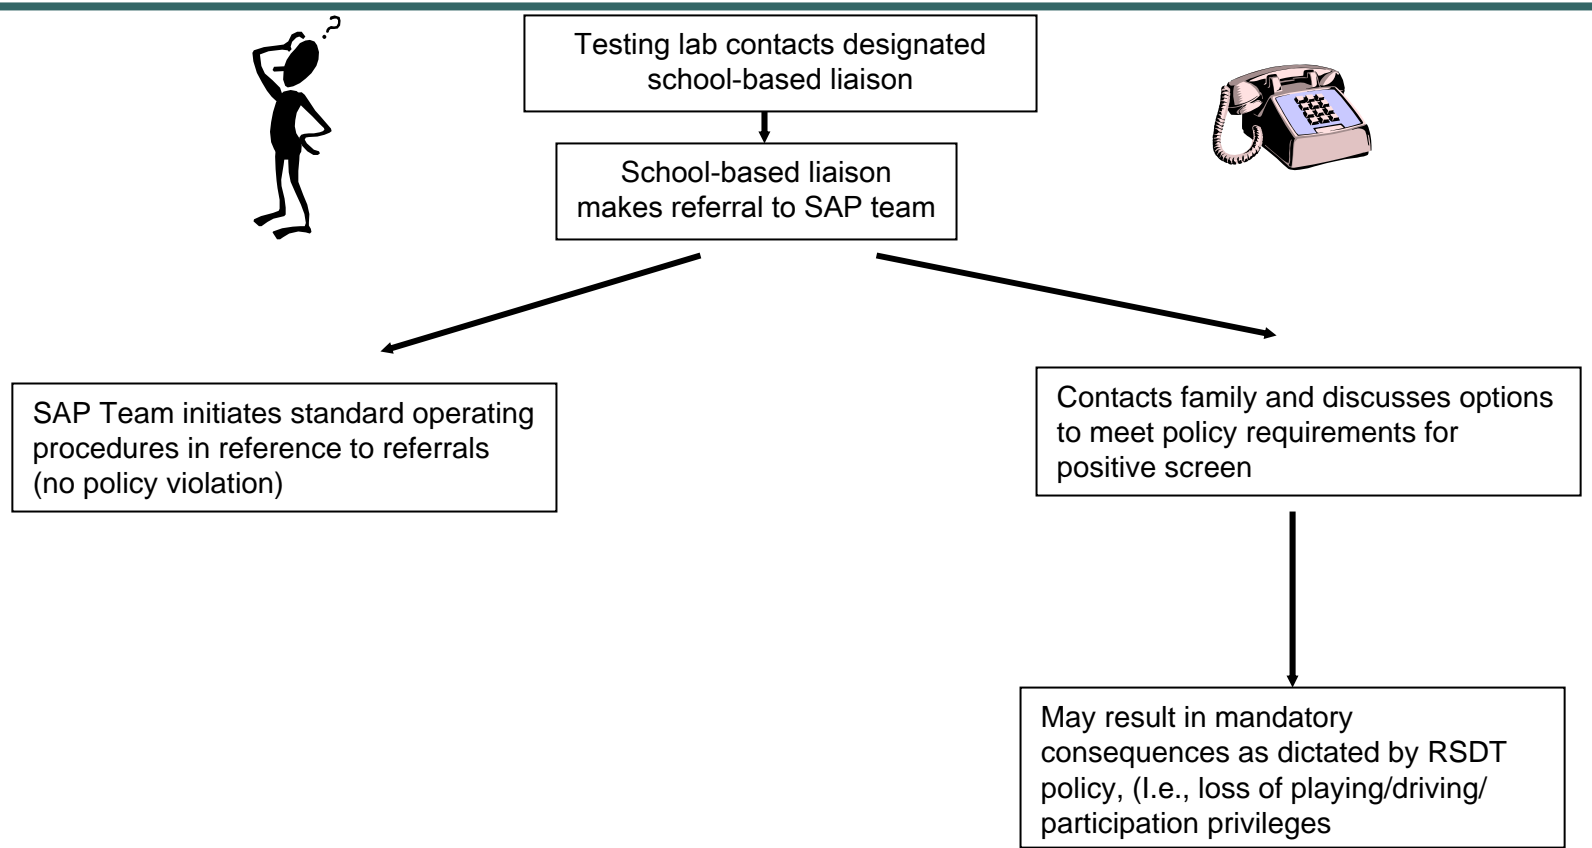 Testing lab contacts designated
school-based liaison
School-based liaison
makes referral to SAP team
SAP Team initiates standard operating
procedures in reference to referrals
(no policy violation)
Contacts family and discusses options
to meet policy requirements for
positive screen
May result in mandatory
consequences as dictated by RSDT
policy, (I.e., loss of playing/driving/
participation privileges